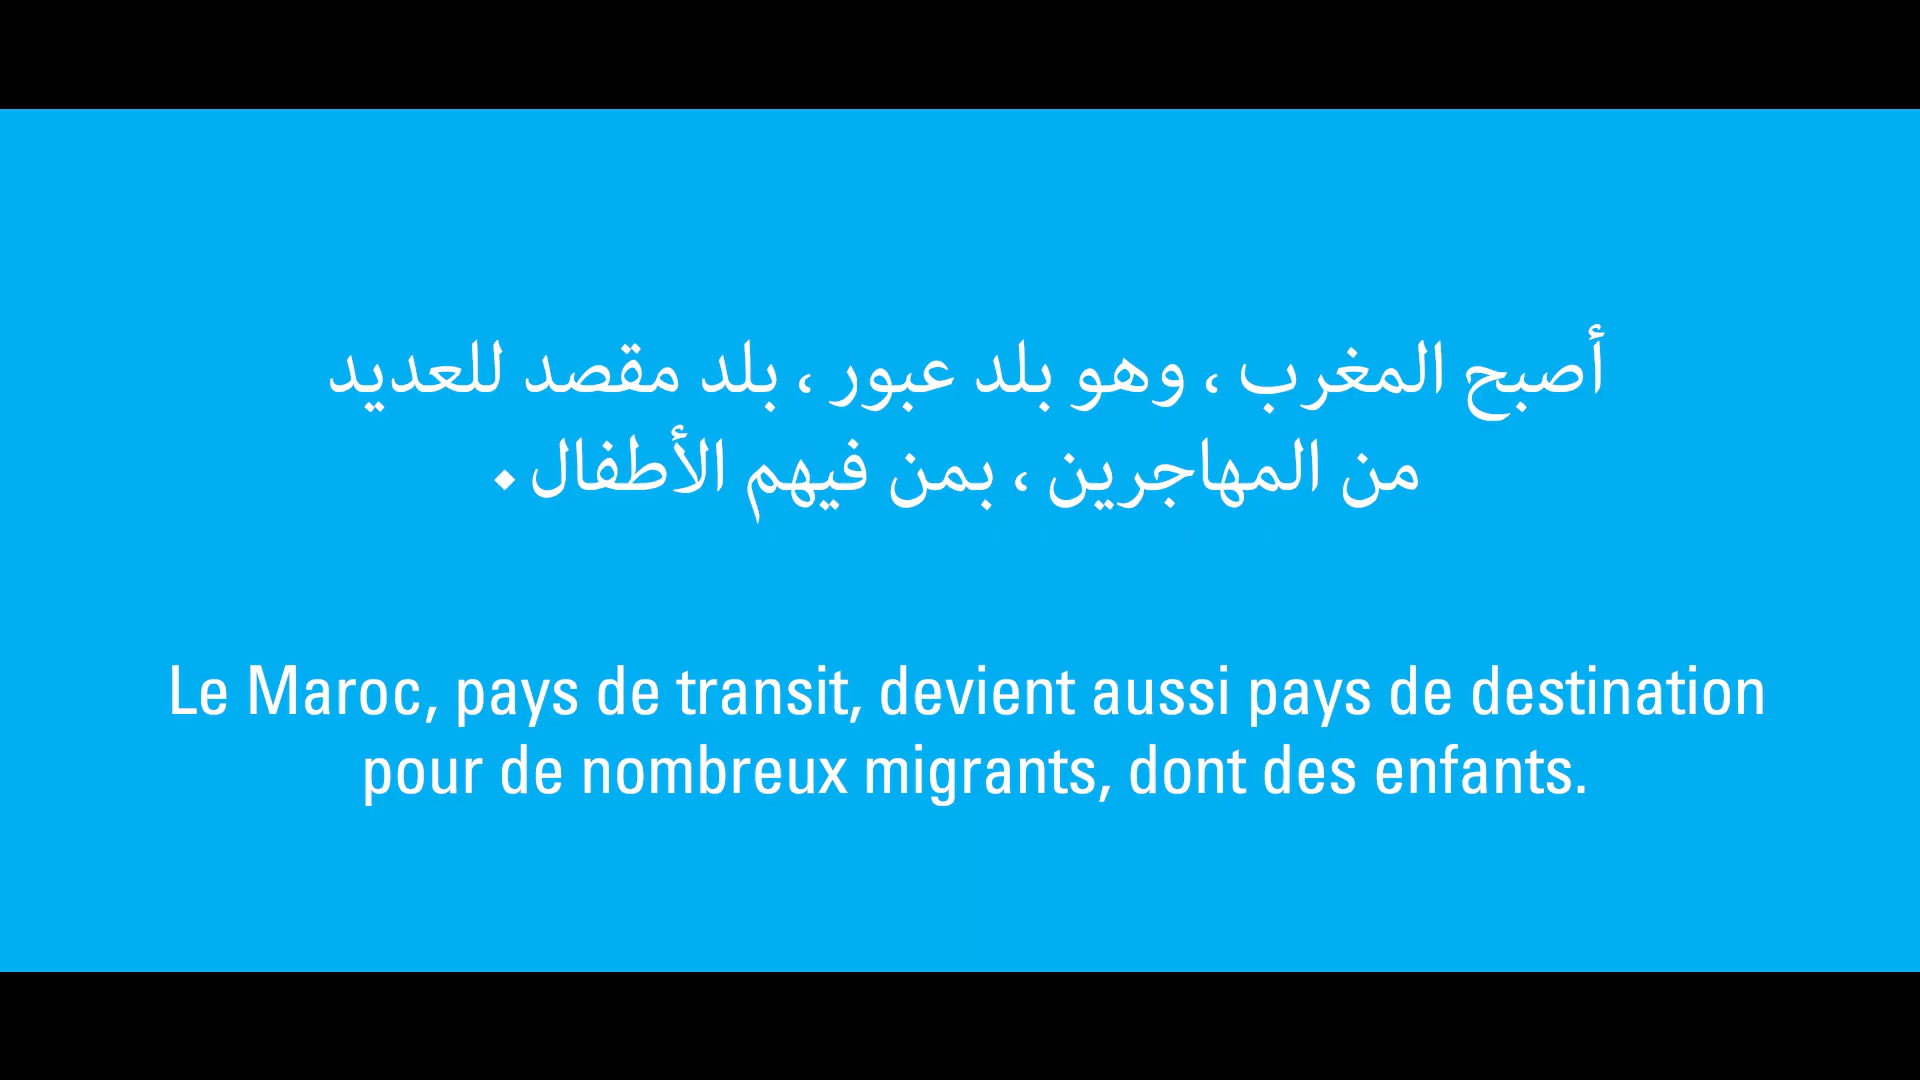 أصبح المغرب ، وهو بلد عبور ، بلد مقصد للعديد
من المهاجرين ، بمن فيهم الأطفال.
Le Maroc, pays de transit, devient aussi pays de destination
pour de nombreux migrants, dont des enfants.